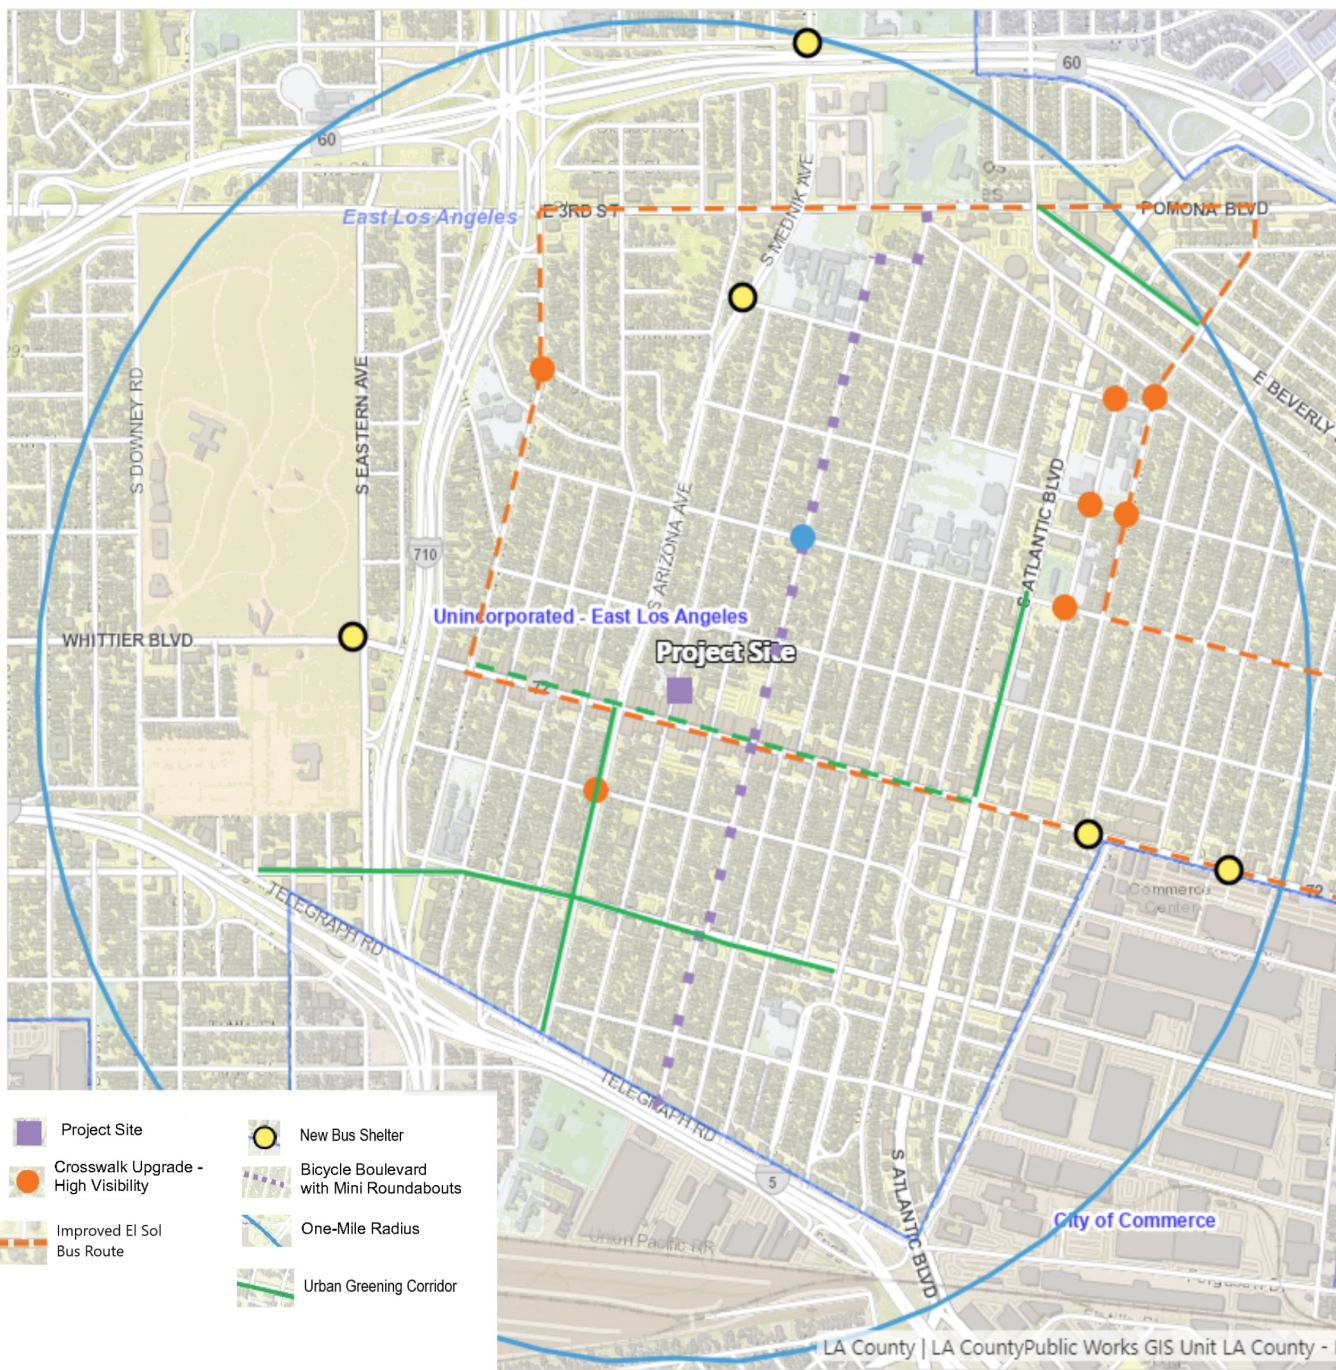 60
60
S MEDNIK AVE
East Los Angeles
E 3RD ST
POMONA BLVD
S DOWNEY RD
S EASTERN AVE
E BEVERLY
S ARIZONA AVE
S ATLANTIC BLVD
710
Unincorporated - East Los Angeles
WHITTIER BLVD
Project Site
72
Commerce
Center
72
TELEGRAPH RD
TELEGRAPH RD
5
S ATLANTIC BLVD
City of Commerce
Union Pacific RR
Project Site
New Bus Shelter
Crosswalk Upgrade -
High Visibility
Bicycle Boulevard
with Mini Roundabouts
Improved El Sol
Bus Route
One-Mile Radius
Urban Greening Corridor
LA County | LA CountyPublic Works GIS Unit LA County -